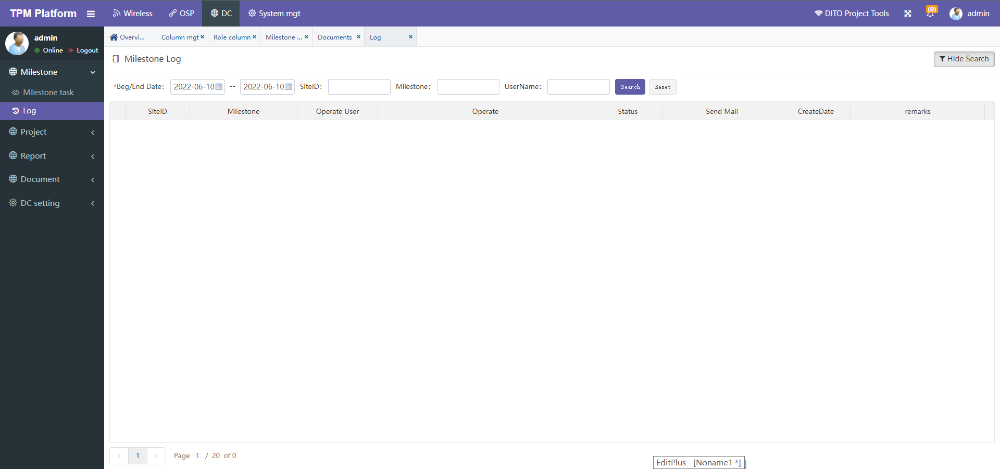 TPM Platform
Wireless
OSP
DC
System mgt
DITO Project Tools
(0)
admin
admin
Online
Logout
Overvi...
Column mgt
Role column
Milestone ...
Documents
Log
Milestone
Milestone task
Log
Project
Report
Document
DC setting
Milestone Log
Hide Search
*Beg/End Date:
2022-06-10
--
2022-06-10
SiteID:
Milestone:
UserName:
Search
Reset
SiteID
Milestone
Operate User
Operate
Status
Send Mail
CreateDate
remarks
1
Page 1 / 20 of 0
EditPlus - [Noname1 *]